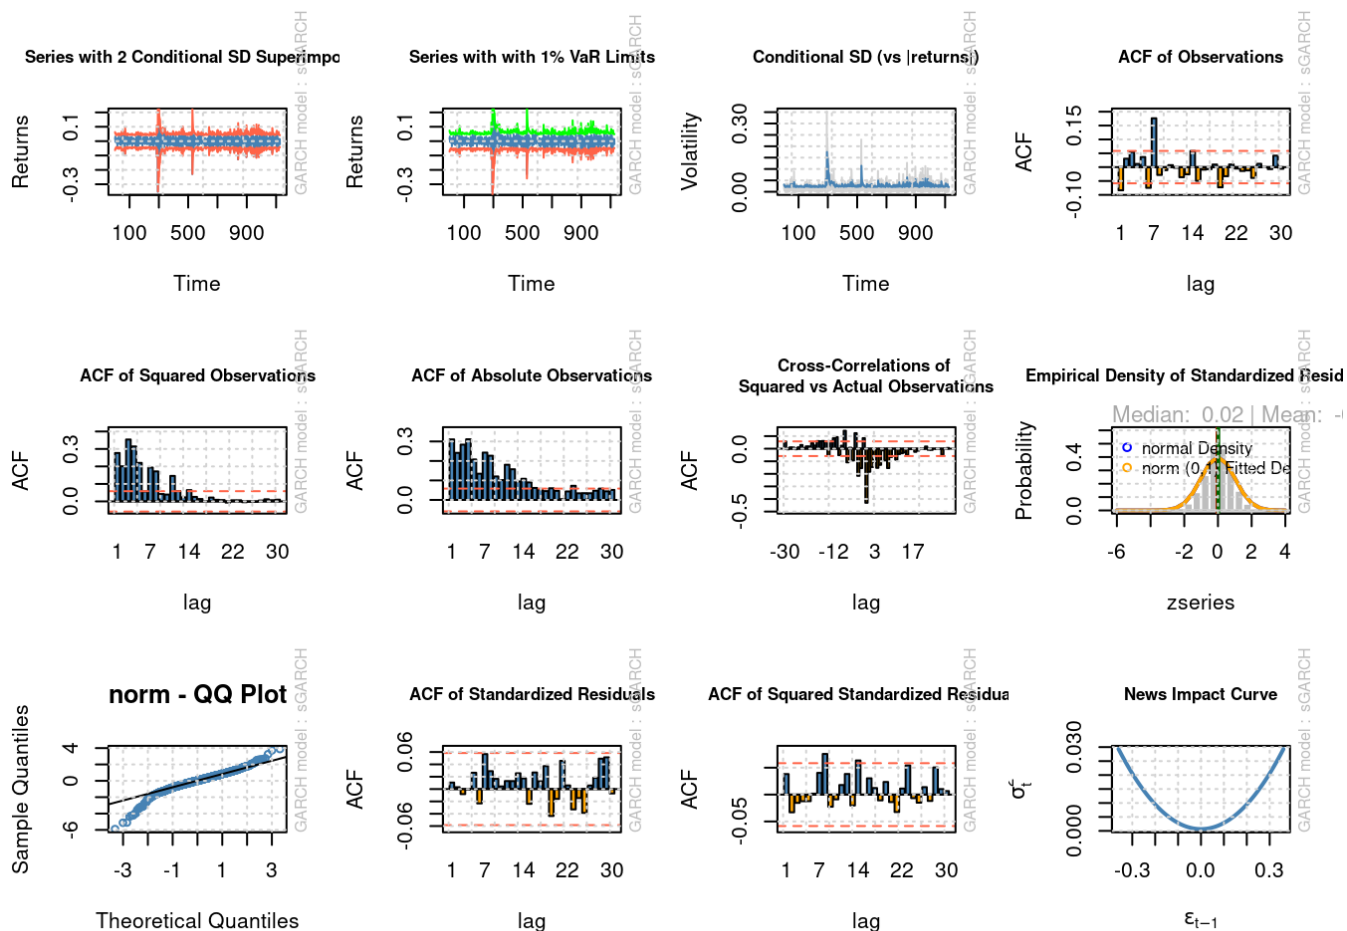 Series with 2 Conditional SD Superimpo
GARCH model : sGARCH
Returns
0.1
-0.3
100 500 900
Time
Series with with 1% VaR Limits
GARCH model : sGARCH
Returns
0.1
-0.3
100 500 900
Time
Conditional SD (vs |returns|)
GARCH model : sGARCH
Volatility
0.30
0.00
100 500 900
Time
ACF of Observations
GARCH model : sGARCH
ACF
0.15
-0.10
1 7 14 22 30
lag
ACF of Squared Observations
GARCH model : sGARCH
ACF
0.3
0.0
1 7 14 22 30
lag
ACF of Absolute Observations
GARCH model : sGARCH
ACF
0.3
0.0
1 7 14 22 30
lag
Cross-Correlations of
Squared vs Actual Observations
GARCH model : sGARCH
ACF
0.0
-0.5
-30 -12 3 17
lag
Empirical Density of Standardized Resid
GARCH model : sGARCH
Median: 0.02 | Mean: -
Probability
0.4
0.0
normal Density
norm (0, Fitted De
-6 -2 0 2 4
zseries
norm - QQ Plot
GARCH model : sGARCH
Sample Quantiles
4
0
-6
-3 -1 1 3
Theoretical Quantiles
ACF of Standardized Residuals
GARCH model : sGARCH
ACF
0.06
-0.06
1 7 14 22 30
lag
ACF of Squared Standardized Residua
GARCH model : sGARCH
ACF
-0.05
1 7 14 22 30
lag
News Impact Curve
GARCH model : sGARCH
0.030
0.000
-0.3 0.0 0.3
εt−1